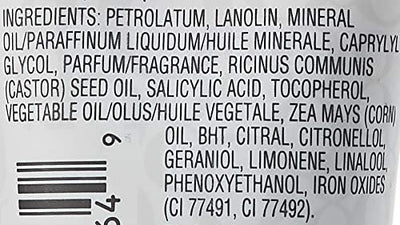 INGREDIENTS: PETROLATUM, LANOLIN, MINERAL
OIL/PARAFFINUM LIQUIDUM/HUILE MINERALE, CAPRYLYL
GLYCOL, PARFUM/FRAGRANCE, RICINUS COMMUNIS
(CASTOR) SEED OIL, SALICYLIC ACID, TOCOPHEROL,
VEGETABLE OIL/OLUS/HUILE VEGETALE, ZEA MAYS (CORN)
OIL, BHT, CITRAL, CITRONELLOL,
GERANIOL, LIMONENE, LINALOOL,
PHENOXYETHANOL, IRON OXIDES
(CI 77491, CI 77492).
9
64